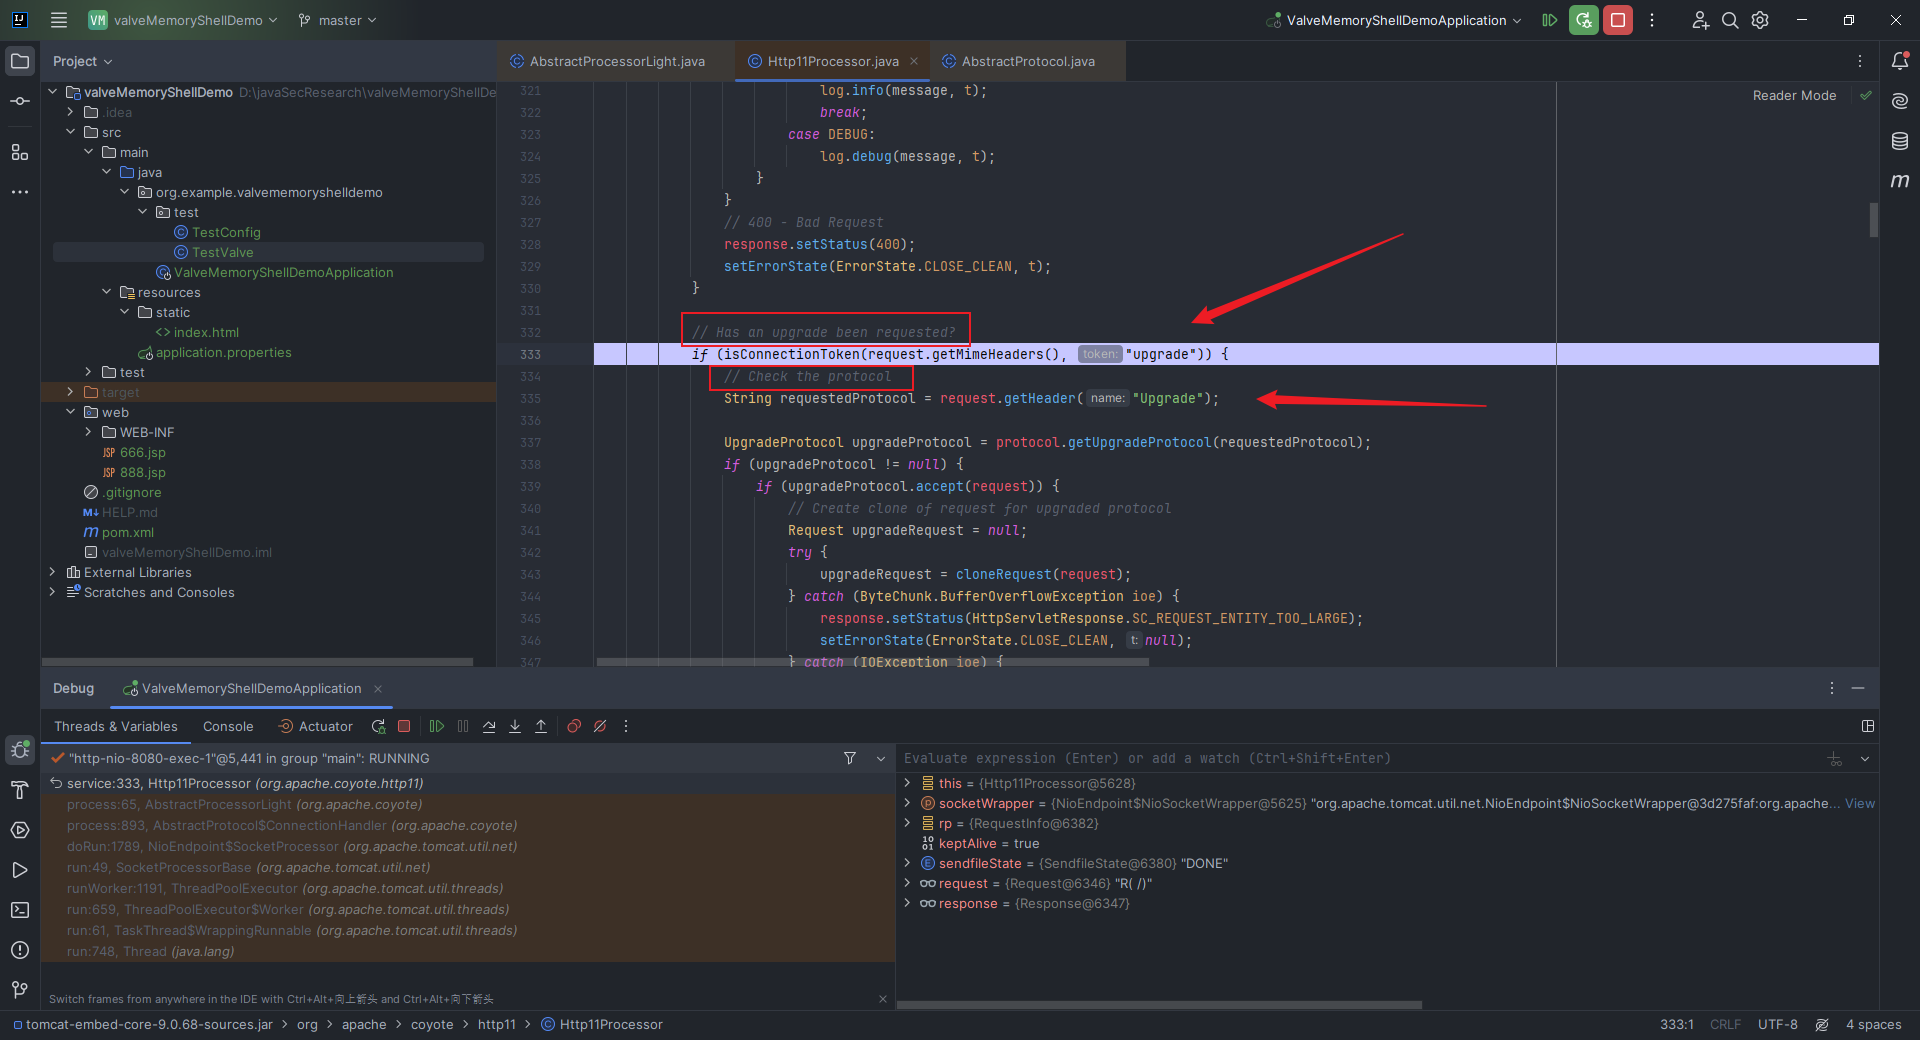 VM valveMemoryShellDemo master ValveMemoryShellDemoApplication
Project
AbstractProcessorLight.java Http11Processor.java AbstractProtocol.java
valveMemoryShellDemo D:\javaSecResearch\valveMemoryShellDe
.idea
src
main
java
org.example.valvememoryshelldemo
test
TestConfig
TestValve
ValveMemoryShellDemoApplication
resources
static
<> index.html
application.properties
test
target
web
WEB-INF
JSP 666.jsp
JSP 888.jsp
.gitignore
M↓ HELP.md
m pom.xml
valveMemoryShellDemo.iml
External Libraries
Scratches and Consoles
Reader Mode
321 log.info(message, t);
322 break;
323 case DEBUG:
324 log.debug(message, t);
325 }
326 }
327 // 400 - Bad Request
328 response.setStatus(400);
329 setErrorState(ErrorState.CLOSE_CLEAN, t);
330 }
331
332 // Has an upgrade been requested?
333 if (isConnectionToken(request.getMimeHeaders(), token: "upgrade")) {
334 // Check the protocol
335 String requestedProtocol = request.getHeader( name: "Upgrade");
336
337 UpgradeProtocol upgradeProtocol = protocol.getUpgradeProtocol(requestedProtocol);
338 if (upgradeProtocol != null) {
339 if (upgradeProtocol.accept(request)) {
340 // Create clone of request for upgraded protocol
341 Request upgradeRequest = null;
342 try {
343 upgradeRequest = cloneRequest(request);
344 } catch (ByteChunk.BufferOverflowException ioe) {
345 response.setStatus(HttpServletResponse.SC_REQUEST_ENTITY_TOO_LARGE);
346 setErrorState(ErrorState.CLOSE_CLEAN, t: null);
347 } catch (IOException ioe) {
Debug ValveMemoryShellDemoApplication
Threads & Variables Console Actuator
"http-nio-8080-exec-1"@5,441 in group "main": RUNNING
service:333, Http11Processor (org.apache.coyote.http11)
process:65, AbstractProcessorLight (org.apache.coyote)
process:893, AbstractProtocol$ConnectionHandler (org.apache.coyote)
doRun:1789, NioEndpoint$SocketProcessor (org.apache.tomcat.util.net)
run:49, SocketProcessorBase (org.apache.tomcat.util.net)
runWorker:1191, ThreadPoolExecutor (org.apache.tomcat.util.threads)
run:659, ThreadPoolExecutor$Worker (org.apache.tomcat.util.threads)
run:61, TaskThread$WrappingRunnable (org.apache.tomcat.util.threads)
run:748, Thread (java.lang)
Switch frames from anywhere in the IDE with Ctrl+Alt+向上箭头 and Ctrl+Alt+向下箭头
Evaluate expression (Enter) or add a watch (Ctrl+Shift+Enter)
this = {Http11Processor@5628}
socketWrapper = {NioEndpoint$NioSocketWrapper@5625} "org.apache.tomcat.util.net.NioEndpoint$NioSocketWrapper@3d275faf:org.apache... View
rp = {RequestInfo@6382}
keptAlive = true
sendfileState = {SendfileState@6380} "DONE"
request = {Request@6346} "R( /)"
response = {Response@6347}
tomcat-embed-core-9.0.68-sources.jar > org > apache > coyote > http11 > Http11Processor
333:1 CRLF UTF-8 4 spaces